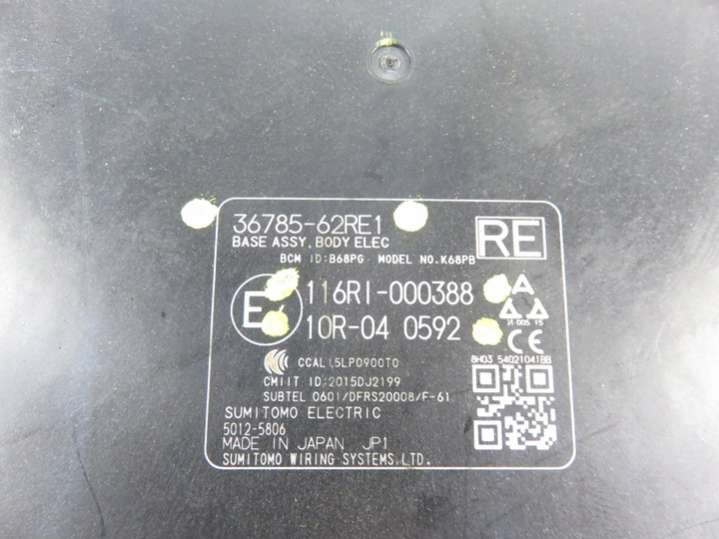 36785-62RE1
RE
BASE ASSY, BODY ELEC
BCM ID:B68PG MODEL NO.K68PB
E
116RI-000388
10R-04 0592
CE
CCAL15LP0900T0
8H03 54021041BB
CMIIT ID:2015DJ2199
SUBTEL 0601/DFRS20008/F-61
SUMITOMO ELECTRIC
5012-5806
MADE IN JAPAN JP1
SUMITOMO WIRING SYSTEMS,LTD.